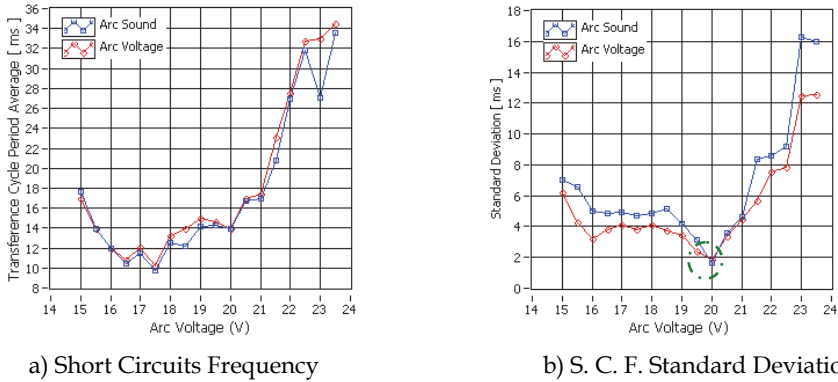 Transference Cycle Period Average [ ms ]
36
34
32
30
28
26
24
22
20
18
16
14
12
10
8
Arc Sound
Arc Voltage
14 15 16 17 18 19 20 21 22 23 24
Arc Voltage (V)
a) Short Circuits Frequency
Standard Deviation [ ms ]
18
16
14
12
10
8
6
4
2
0
Arc Sound
Arc Voltage
14 15 16 17 18 19 20 21 22 23 24
Arc Voltage (V)
b) S. C. F. Standard Deviatio